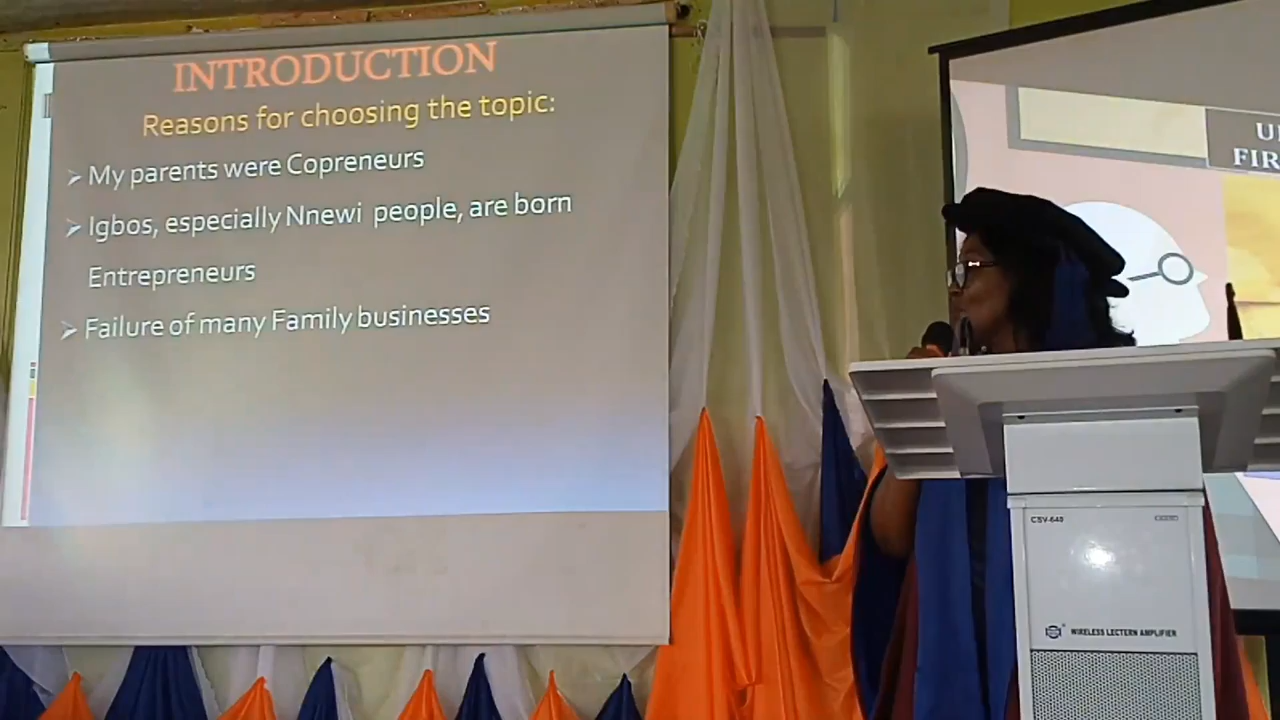 INTRODUCTION
Reasons for choosing the topic:
➢ My parents were Copreneurs
➢ Igbos, especially Nnewi people, are born
Entrepreneurs
➢ Failure of many Family businesses
CSV-640
WIRELESS LECTERN AMPLIFIER